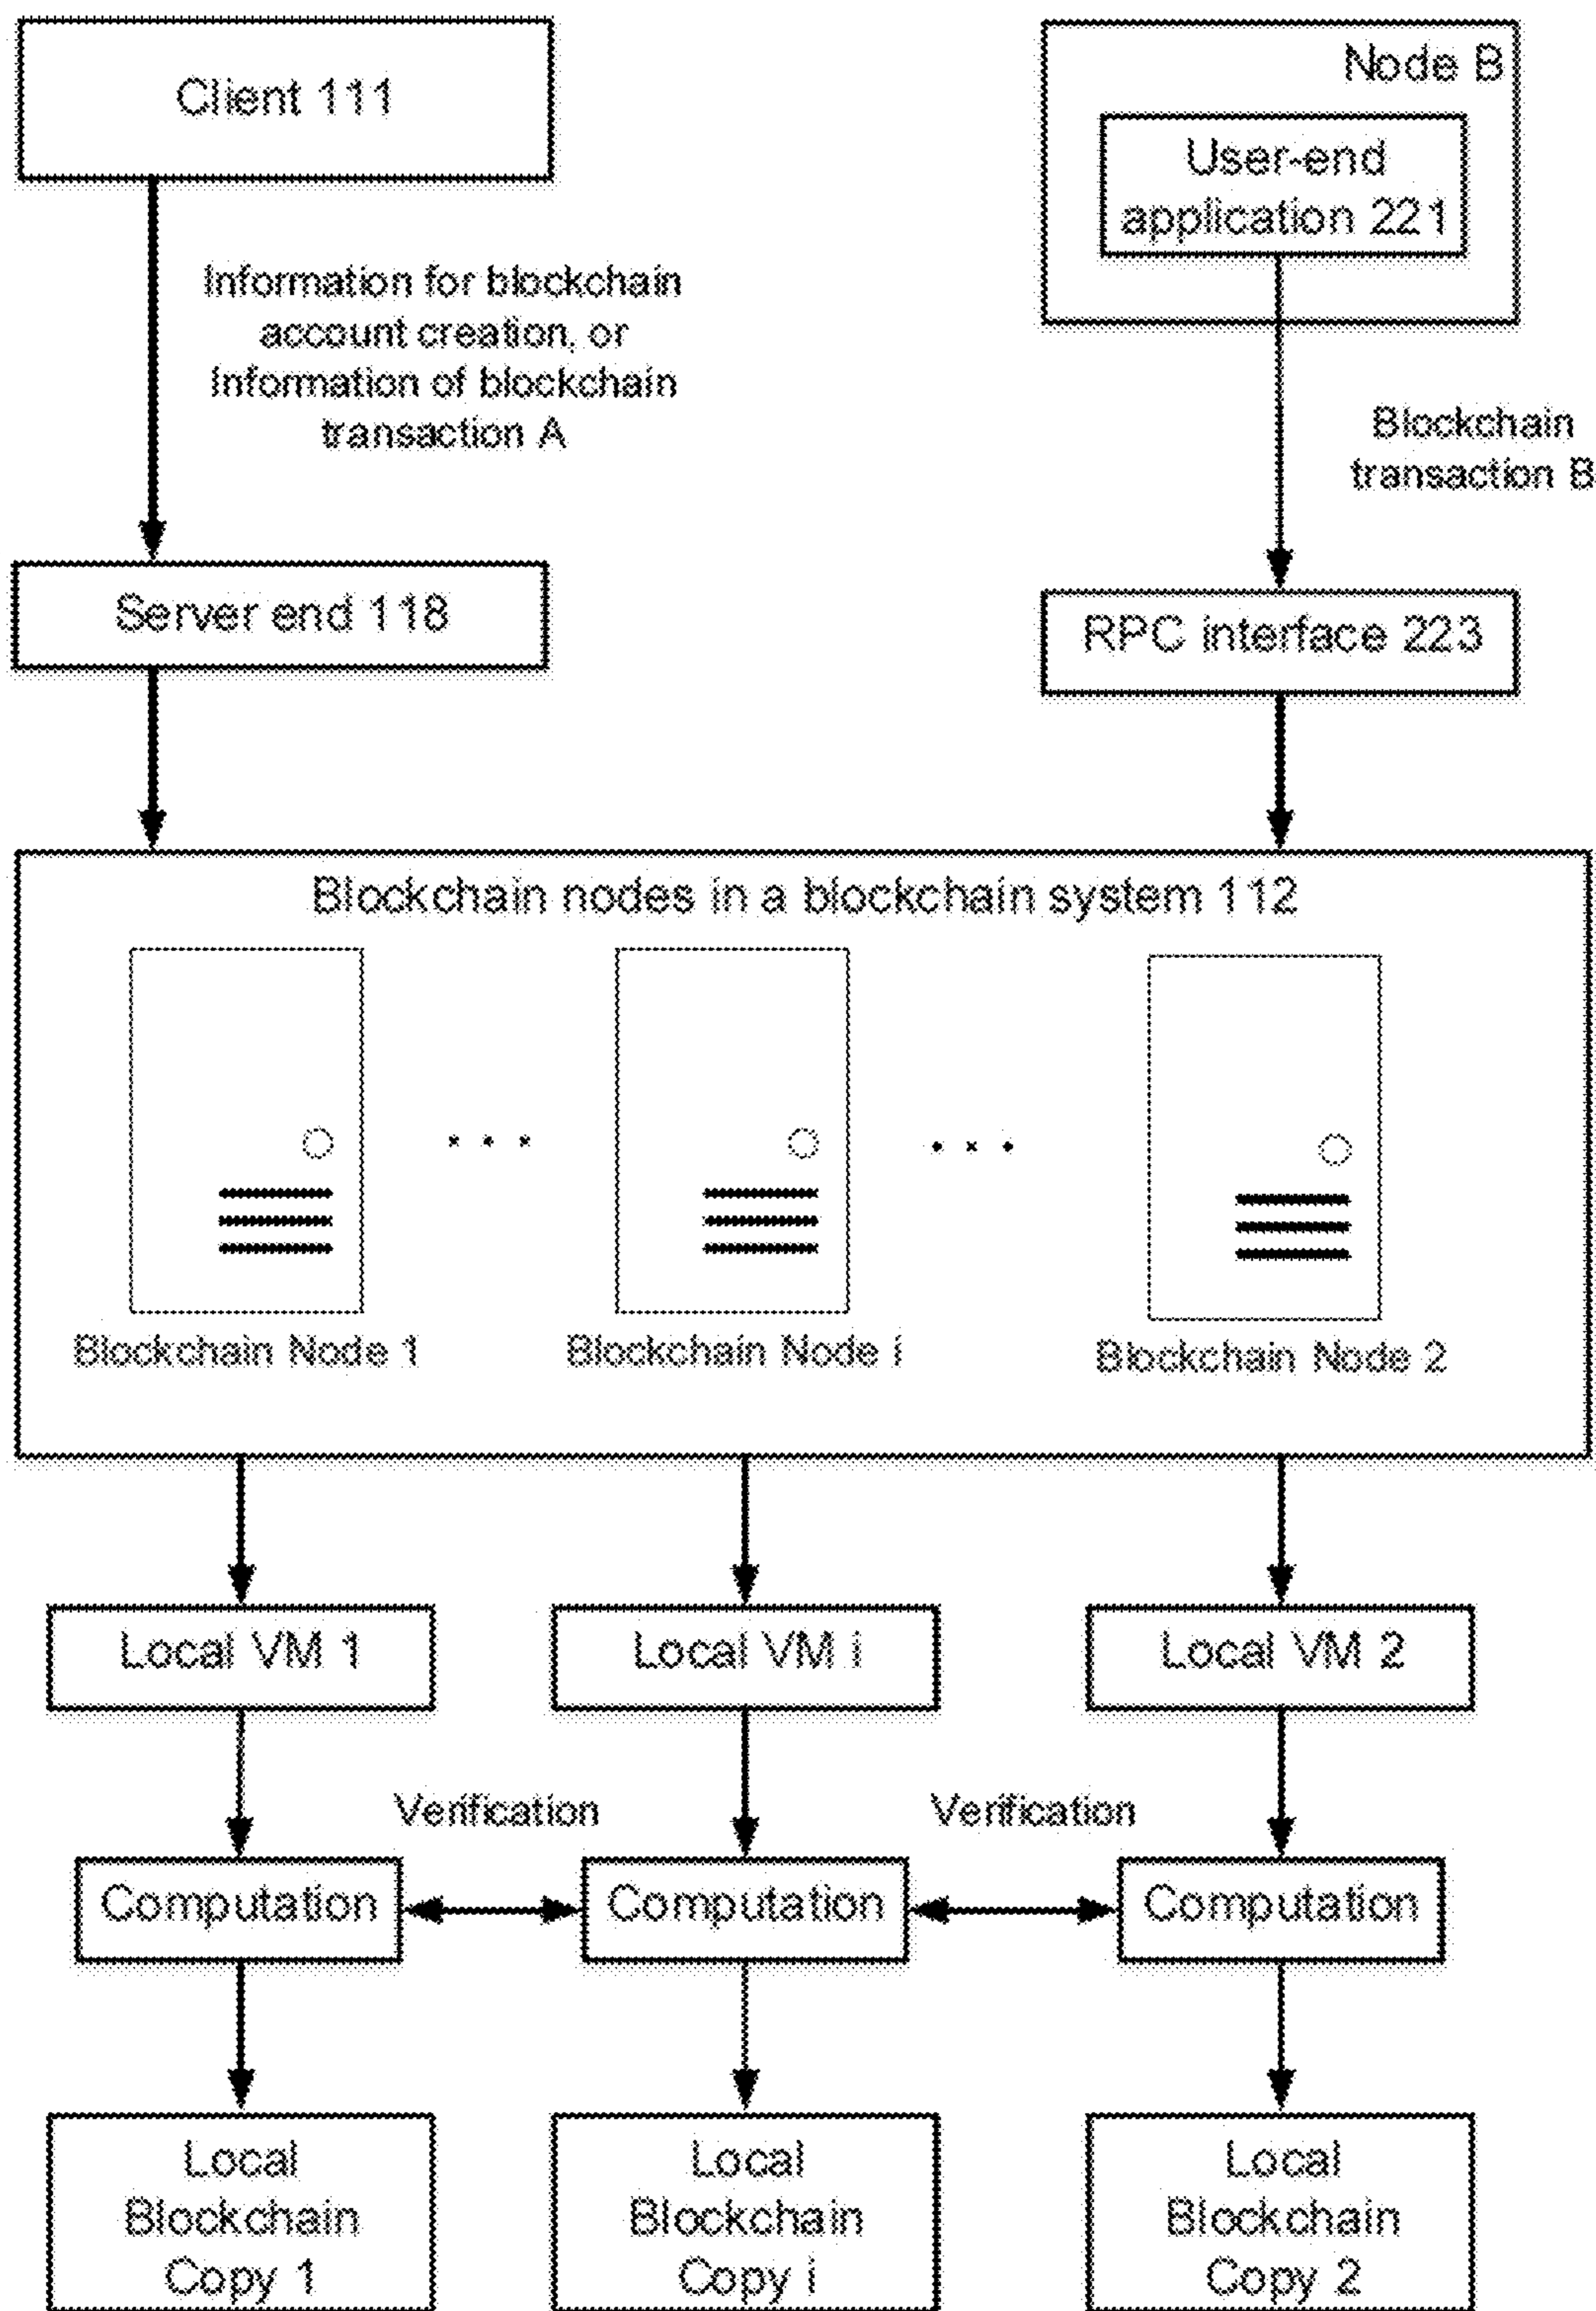 Client 111
Node B
User-end
application 221
Information for blockchain
account creation, or
Information of blockchain
transaction A
Blockchain
transaction B
Server end 118
RPC interface 223
Blockchain nodes in a blockchain system 112
. . .
. . .
Blockchain Node 1
Blockchain Node i
Blockchain Node 2
Local VM 1
Local VM i
Local VM 2
Verification
Verification
Computation
Computation
Computation
Local
Blockchain
Copy 1
Local
Blockchain
Copy i
Local
Blockchain
Copy 2